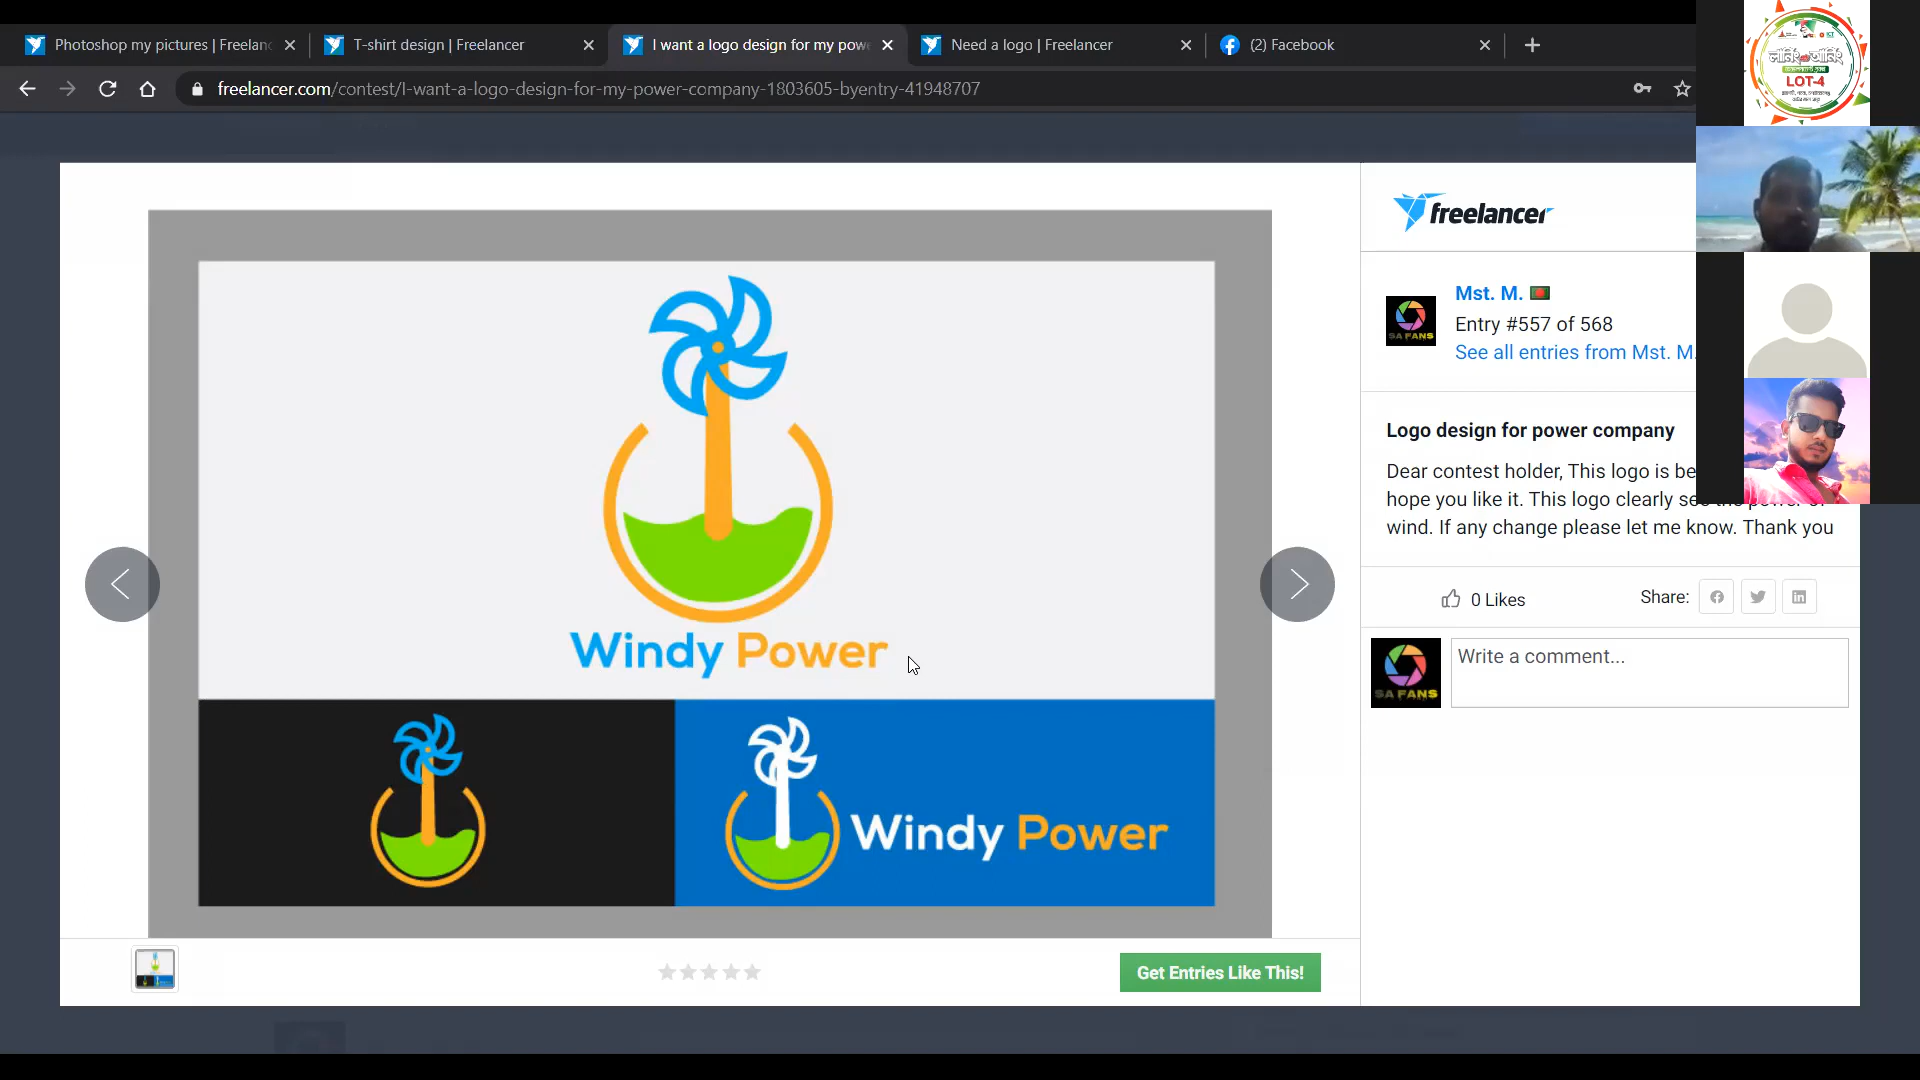 Photoshop my pictures | Freelanc
T-shirt design | Freelancer
I want a logo design for my powe
Need a logo | Freelancer
(2) Facebook
freelancer.com/contest/I-want-a-logo-design-for-my-power-company-1803605-byentry-41948707
লার্নিং আর্নিং
LOT-4
freelancer
Mst. M.
Entry #557 of 568
See all entries from Mst. M.
SA FANS
Logo design for power company
Dear contest holder, This logo is be
hope you like it. This logo clearly
wind. If any change please let me know. Thank you
0 Likes
Share:
Write a comment...
SA FANS
Windy Power
Windy Power
Get Entries Like This!